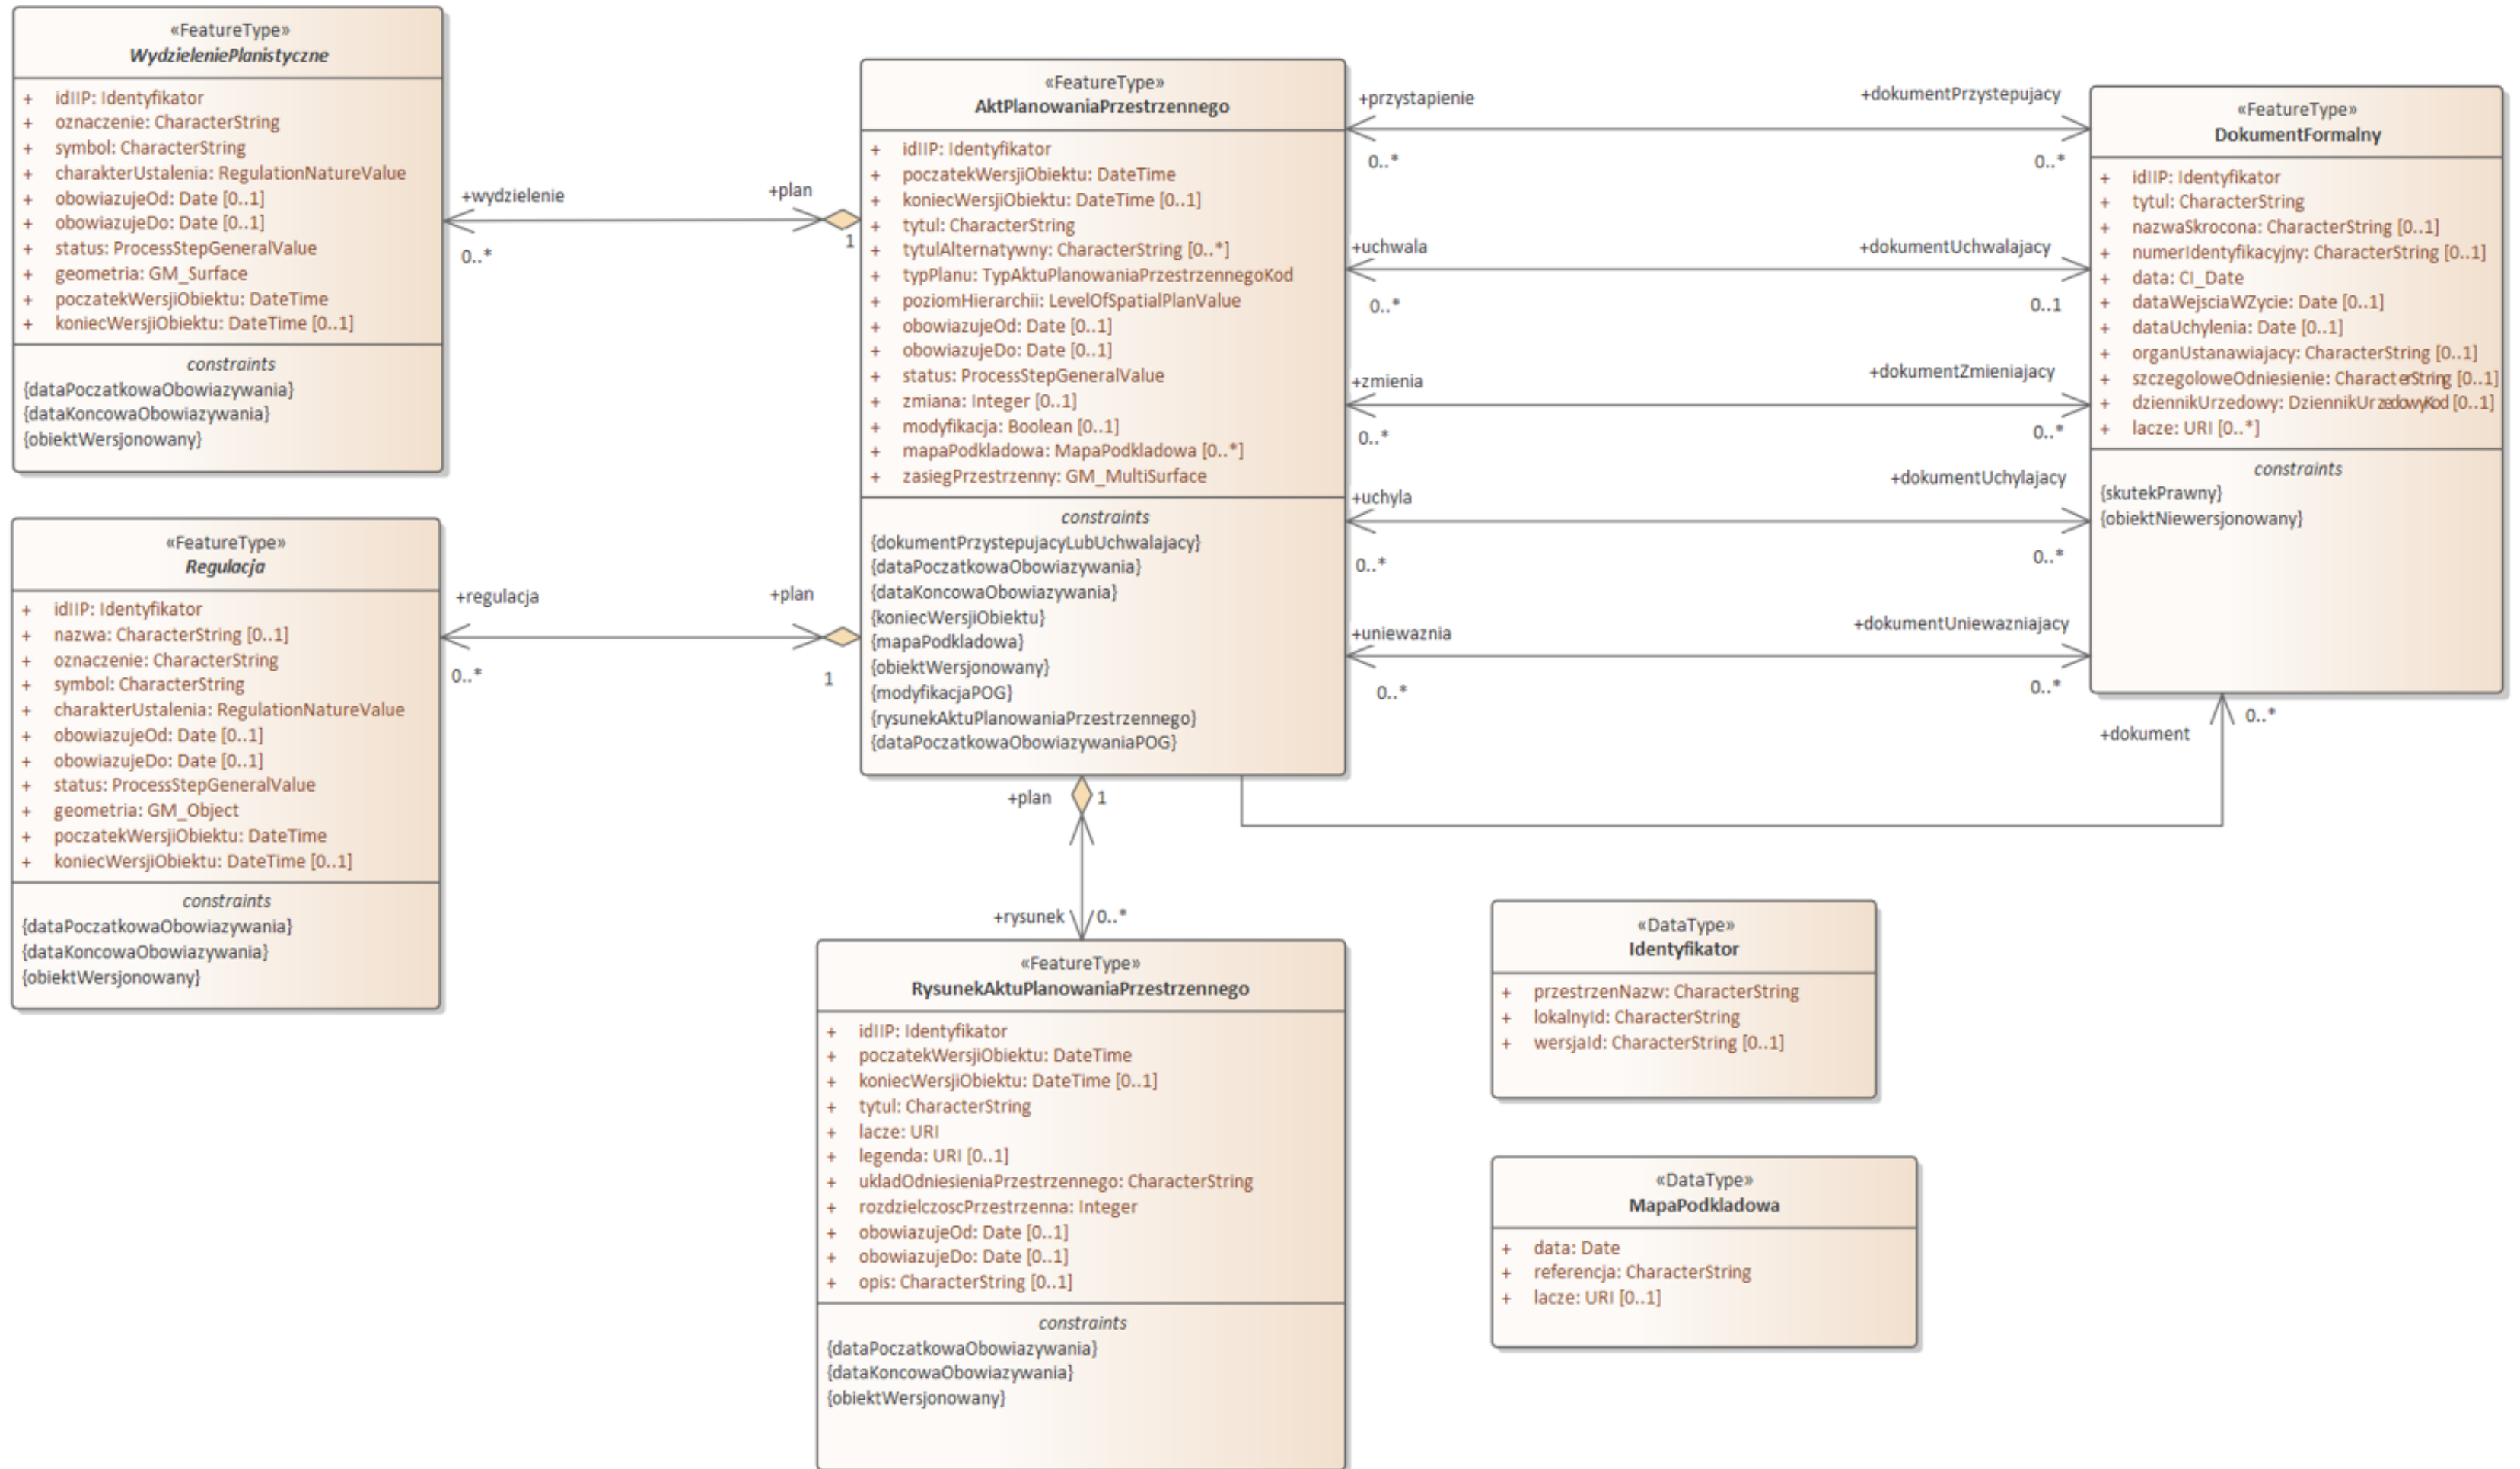 «FeatureType»
WydzieleniePlanistyczne
+ idIIP: Identyfikator
+ oznaczenie: CharacterString
+ symbol: CharacterString
+ charakterUstalenia: RegulationNatureValue
+ obowiazujeOd: Date [0..1]
+ obowiazujeDo: Date [0..1]
+ status: ProcessStepGeneralValue
+ geometria: GM_Surface
+ poczatekWersjiObiektu: DateTime
+ koniecWersjiObiektu: DateTime [0..1]
constraints
{dataPoczatkowaObowiazywania}
{dataKoncowaObowiazywania}
{obiektWersjonowany}
+wydzielenie
0..*
+plan
1
«FeatureType»
AktPlanowaniaPrzestrzennego
+ idIIP: Identyfikator
+ poczatekWersjiObiektu: DateTime
+ koniecWersjiObiektu: DateTime [0..1]
+ tytul: CharacterString
+ tytulAlternatywny: CharacterString [0..*]
+ typPlanu: TypAktuPlanowaniaPrzestrzennegoKod
+ poziomHierarchii: LevelOfSpatialPlanValue
+ obowiazujeOd: Date [0..1]
+ obowiazujeDo: Date [0..1]
+ status: ProcessStepGeneralValue
+ zmiana: Integer [0..1]
+ modyfikacja: Boolean [0..1]
+ mapaPodkladowa: MapaPodkladowa [0..*]
+ zasiegPrzestrzenny: GM_MultiSurface
constraints
{dokumentPrzystepujacyLubUchwalajacy}
{dataPoczatkowaObowiazywania}
{dataKoncowaObowiazywania}
{koniecWersjiObiektu}
{mapaPodkladowa}
{obiektWersjonowany}
{modyfikacjaPOG}
{rysunekAktuPlanowaniaPrzestrzennego}
{dataPoczatkowaObowiazywaniaPOG}
+przystapienie
+dokumentPrzystepujacy
0..*
0..*
+uchwala
+dokumentUchwalajacy
0..*
0..1
+zmienia
+dokumentZmieniajacy
0..*
0..*
+uchyla
+dokumentUchylajacy
0..*
0..*
+uniewaznia
+dokumentUniewazniajacy
0..*
0..*
«FeatureType»
DokumentFormalny
+ idIIP: Identyfikator
+ tytul: CharacterString
+ nazwaSkrocona: CharacterString [0..1]
+ numerIdentyfikacyjny: CharacterString [0..1]
+ data: CI_Date
+ dataWejsciaWZycie: Date [0..1]
+ dataUchylenia: Date [0..1]
+ organUstanawiajacy: CharacterString [0..1]
+ szczegoloweOdniesienie: CharacterString [0..1]
+ dziennikUrzedowy: DziennikUrzedowyKod [0..1]
+ lacze: URI [0..*]
constraints
{skutekPrawny}
{obiektNiewersjonowany}
+dokument
0..*
«FeatureType»
Regulacja
+ idIIP: Identyfikator
+ nazwa: CharacterString [0..1]
+ oznaczenie: CharacterString
+ symbol: CharacterString
+ charakterUstalenia: RegulationNatureValue
+ obowiazujeOd: Date [0..1]
+ obowiazujeDo: Date [0..1]
+ status: ProcessStepGeneralValue
+ geometria: GM_Object
+ poczatekWersjiObiektu: DateTime
+ koniecWersjiObiektu: DateTime [0..1]
constraints
{dataPoczatkowaObowiazywania}
{dataKoncowaObowiazywania}
{obiektWersjonowany}
+regulacja
0..*
+plan
1
+plan
1
+rysunek
0..*
«FeatureType»
RysunekAktuPlanowaniaPrzestrzennego
+ idIIP: Identyfikator
+ poczatekWersjiObiektu: DateTime
+ koniecWersjiObiektu: DateTime [0..1]
+ tytul: CharacterString
+ lacze: URI
+ legenda: URI [0..1]
+ ukladOdniesieniaPrzestrzennego: CharacterString
+ rozdzielczoscPrzestrzenna: Integer
+ obowiazujeOd: Date [0..1]
+ obowiazujeDo: Date [0..1]
+ opis: CharacterString [0..1]
constraints
{dataPoczatkowaObowiazywania}
{dataKoncowaObowiazywania}
{obiektWersjonowany}
«DataType»
Identyfikator
+ przestrzenNazw: CharacterString
+ lokalnyId: CharacterString
+ wersjaId: CharacterString [0..1]
«DataType»
MapaPodkladowa
+ data: Date
+ referencja: CharacterString
+ lacze: URI [0..1]